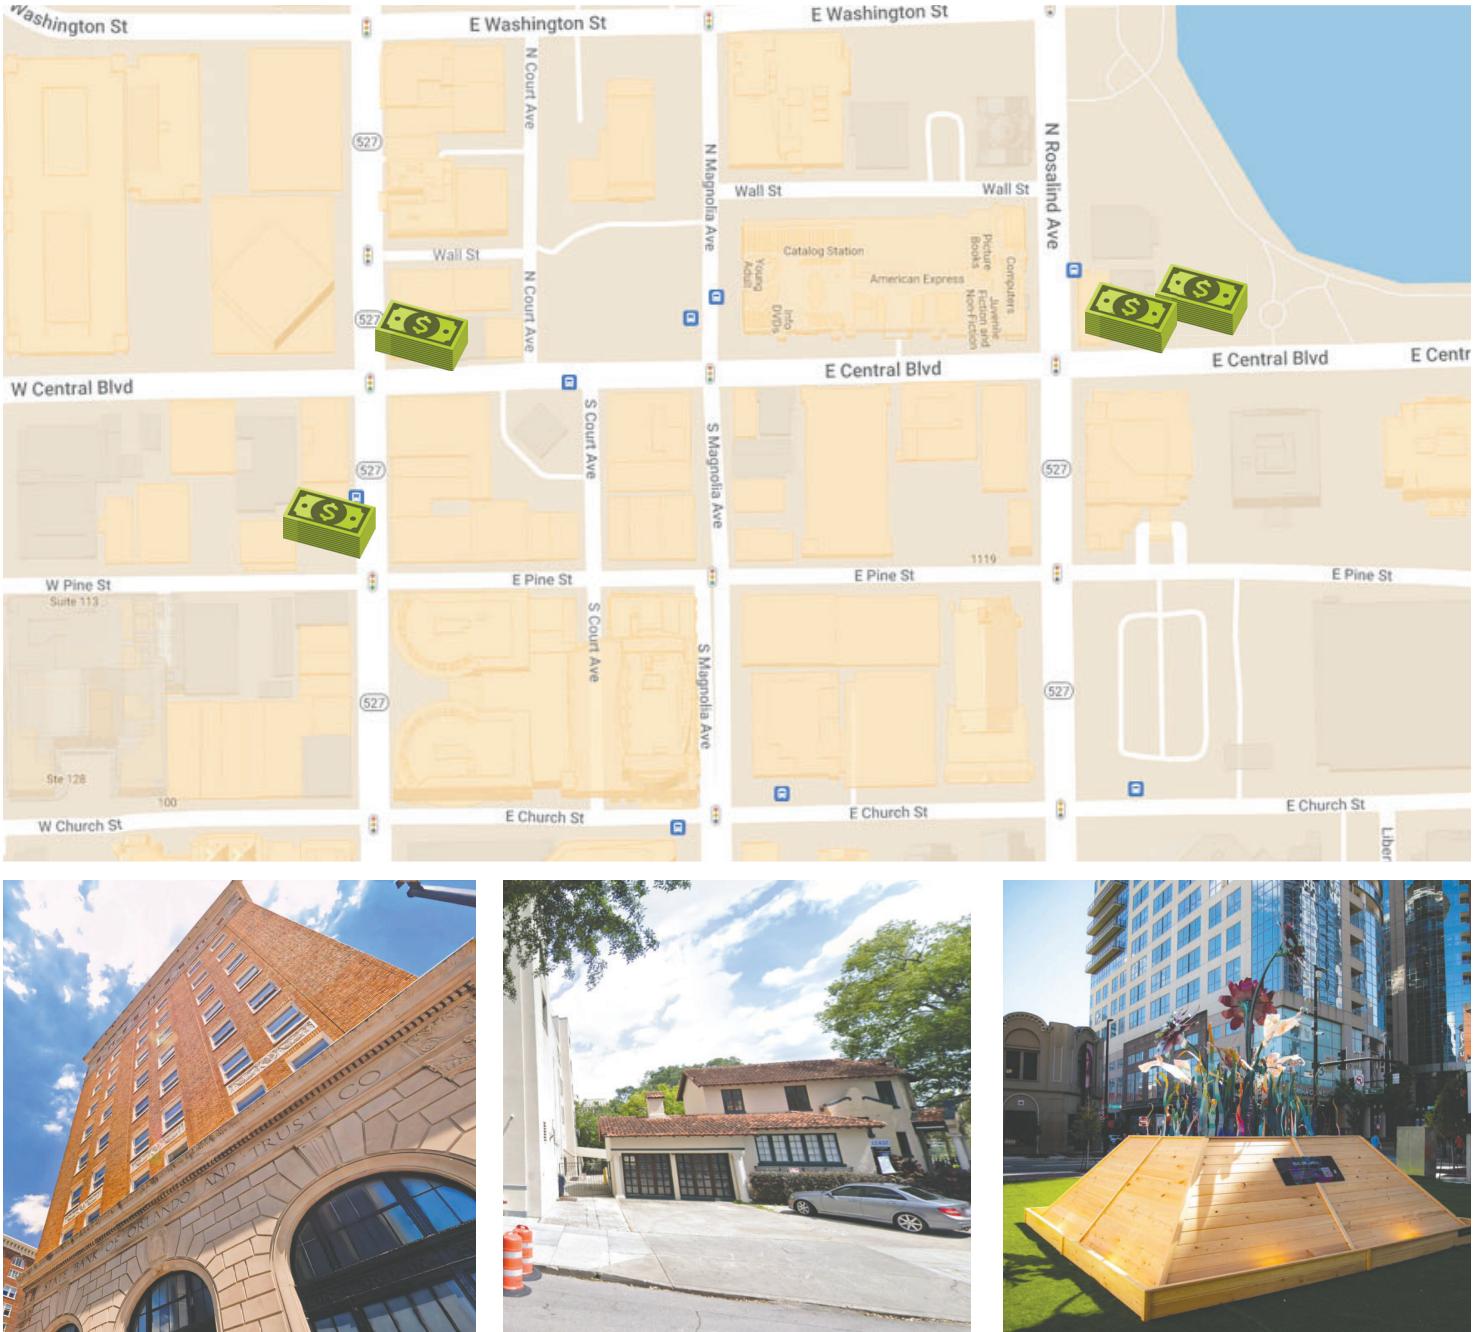 Washington St
E Washington St
E Washington St
N Court Ave
527
N Magnolia Ave
N Rosalind Ave
Wall St
Wall St
Wall St
Catalog Station
Young
Adult
Info
DVDs
American Express
Picture
Books
Computers
Juvenile
Fiction and
Non-Fiction
N Court Ave
527
$
$
$
W Central Blvd
E Central Blvd
E Central Blvd
E Centr
S Court Ave
S Magnolia Ave
527
527
$
1119
W Pine St
E Pine St
E Pine St
E Pine St
Suite 113
S Court Ave
S Magnolia Ave
527
527
Ste 128
100
W Church St
E Church St
E Church St
E Church St
Liber
STATE BANK OF ORLANDO AND TRUST CO
LEASE